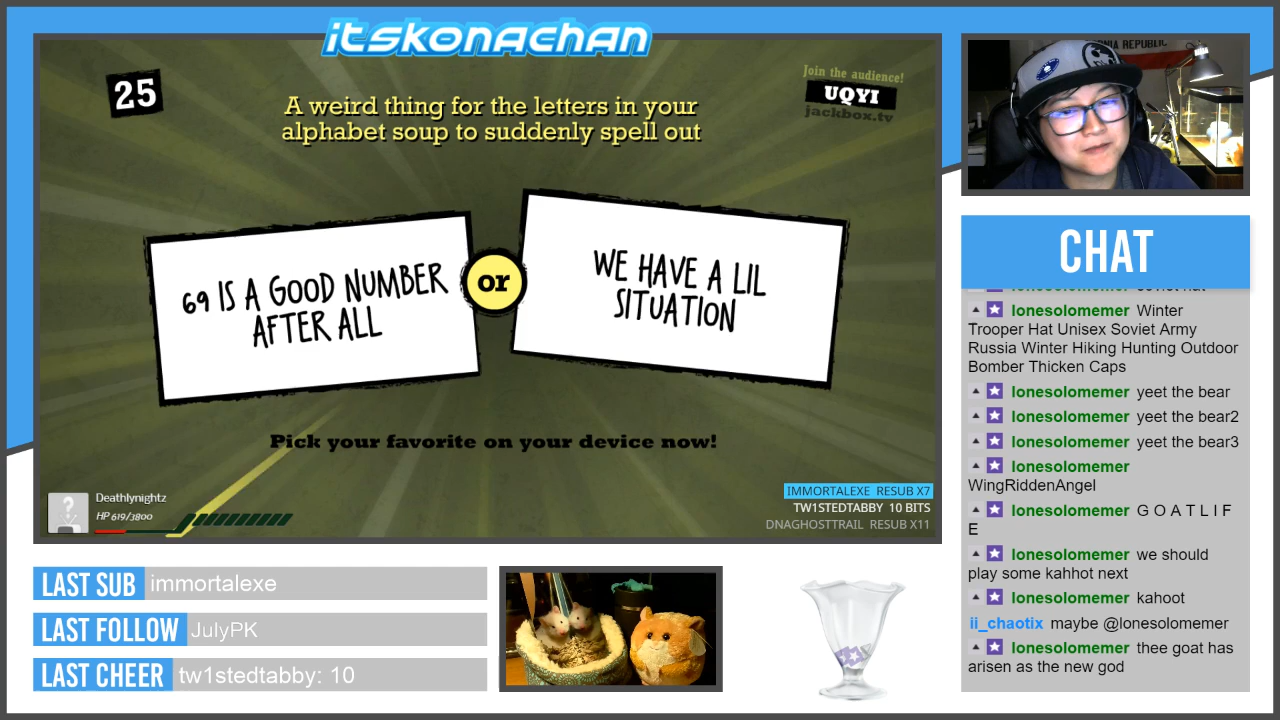 itskonachan
25
Join the audience!
UQYI
jackbox.tv
A weird thing for the letters in your
alphabet soup to suddenly spell out
69 IS A GOOD NUMBER
AFTER ALL
or
WE HAVE A LIL
SITUATION
Pick your favorite on your device now!
Deathlynightz
HP 619/3800
IMMORTALEXE RESUB X7
TW1STEDTABBY 10 BITS
DNAGHOSTTRAIL RESUB X11
LAST SUB immortalexe
LAST FOLLOW JulyPK
LAST CHEER tw1stedtabby: 10
REPUBLIC
CHAT
lonesolomemer Winter
Trooper Hat Unisex Soviet Army
Russia Winter Hiking Hunting Outdoor
Bomber Thicken Caps
lonesolomemer yeet the bear
lonesolomemer yeet the bear2
lonesolomemer yeet the bear3
lonesolomemer
WingRiddenAngel
lonesolomemer G O A T L I F
E
lonesolomemer we should
play some kahhot next
lonesolomemer kahoot
ii_chaotix maybe @lonesolomemer
lonesolomemer thee goat has
arisen as the new god